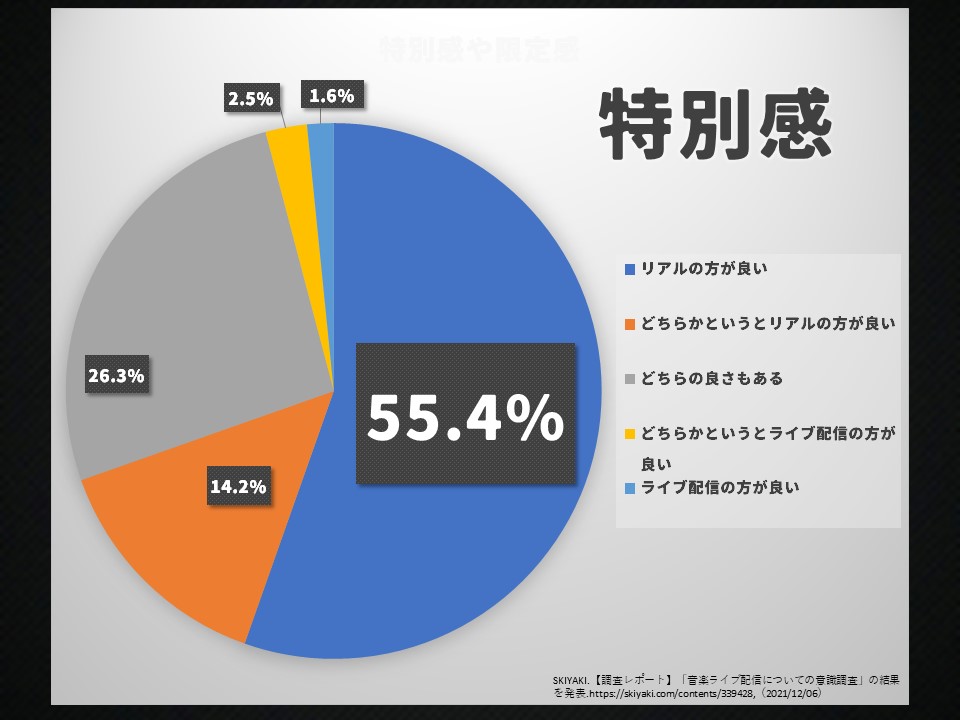 特別感や限定感
特別感
2.5%
1.6%
26.3%
14.2%
55.4%
リアルの方が良い
どちらかというとリアルの方が良い
どちらの良さもある
どちらかというとライブ配信の方が
良い
ライブ配信の方が良い
SKIYAKI.【調査レポート】「音楽ライブ配信についての意識調査」の結果
を発表.https://skiyaki.com/contents/339428,（2021/12/06）